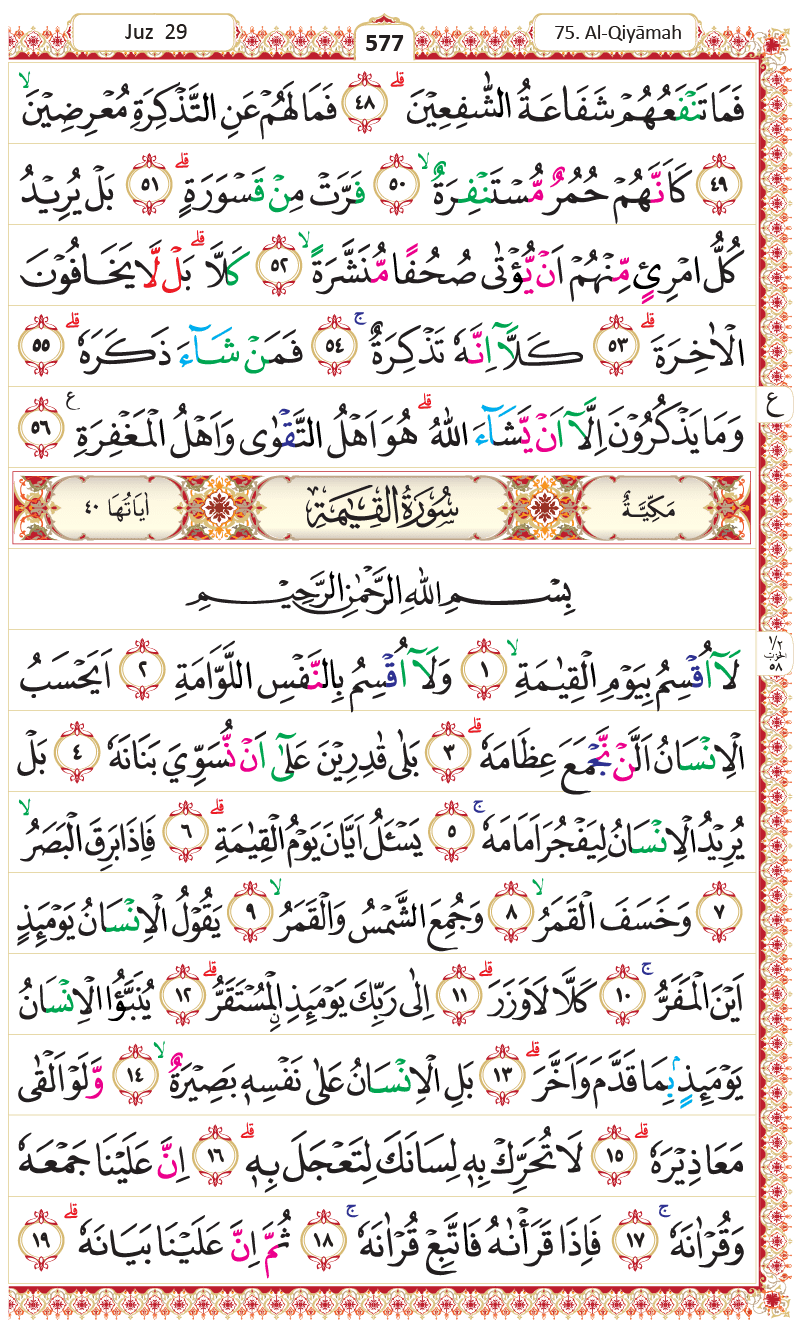 Juz 29
577
75. Al-Qiyāmah
فَمَا تَنْفَعُهُمْ شَفَاعَةُ الشّٰفِعِيْنَ ۗ ٤٨ فَمَا لَهُمْ عَنِ التَّذْكِرَةِ مُعْرِضِيْنَ ۙ
٤٩ كَاَنَّهُمْ حُمُرٌ مُّسْتَنْفِرَةٌ ۙ ٥٠ فَرَّتْ مِنْ قَسْوَرَةٍ ۗ ٥١ بَلْ يُرِيْدُ
كُلُّ امْرِئٍ مِّنْهُمْ اَنْ يُّؤْتٰى صُحُفًا مُّنَشَّرَةً ۙ ٥٢ كَلَّا ۗ بَلْ لَّا يَخَافُوْنَ
الْاٰخِرَةَ ۗ ٥٣ كَلَّآ اِنَّهٗ تَذْكِرَةٌ ۚ ٥٤ فَمَنْ شَاۤءَ ذَكَرَهٗ ۗ ٥٥
وَمَا يَذْكُرُوْنَ اِلَّآ اَنْ يَّشَاۤءَ اللّٰهُ ۗ هُوَ اَهْلُ التَّقْوٰى وَاَهْلُ الْمَغْفِرَةِ ࣖ ٥٦
ع
مَكِّيَّةٌ سُوْرَةُ الْقِيٰمَةِ اٰيَاتُهَا ٤٠
بِسْمِ اللّٰهِ الرَّحْمٰنِ الرَّحِيْمِ
لَآ اُقْسِمُ بِيَوْمِ الْقِيٰمَةِ ۙ ١ وَلَآ اُقْسِمُ بِالنَّفْسِ اللَّوَّامَةِ ٢ اَيَحْسَبُ
١/٢ الحزب ٥٨
الْاِنْسَانُ اَلَّنْ نَّجْمَعَ عِظَامَهٗ ۗ ٣ بَلٰى قٰدِرِيْنَ عَلٰٓى اَنْ نُّسَوِّيَ بَنَانَهٗ ٤ بَلْ
يُرِيْدُ الْاِنْسَانُ لِيَفْجُرَ اَمَامَهٗ ۚ ٥ يَسْـَٔلُ اَيَّانَ يَوْمُ الْقِيٰمَةِ ۗ ٦ فَاِذَا بَرِقَ الْبَصَرُ ۙ
٧ وَخَسَفَ الْقَمَرُ ۙ ٨ وَجُمِعَ الشَّمْسُ وَالْقَمَرُ ۙ ٩ يَقُوْلُ الْاِنْسَانُ يَوْمَىِٕذٍ
اَيْنَ الْمَفَرُّ ۚ ١٠ كَلَّا لَا وَزَرَ ۗ ١١ اِلٰى رَبِّكَ يَوْمَىِٕذِ ِۨالْمُسْتَقَرُّ ۗ ١٢ يُنَبَّؤُا الْاِنْسَانُ
يَوْمَىِٕذٍ ۢ بِمَا قَدَّمَ وَاَخَّرَ ۗ ١٣ بَلِ الْاِنْسَانُ عَلٰى نَفْسِهٖ بَصِيْرَةٌ ۙ ١٤ وَّلَوْ اَلْقٰى
مَعَاذِيْرَهٗ ۗ ١٥ لَا تُحَرِّكْ بِهٖ لِسَانَكَ لِتَعْجَلَ بِهٖ ۗ ١٦ اِنَّ عَلَيْنَا جَمْعَهٗ
وَقُرْاٰنَهٗ ۚ ١٧ فَاِذَا قَرَأْنٰهُ فَاتَّبِعْ قُرْاٰنَهٗ ۚ ١٨ ثُمَّ اِنَّ عَلَيْنَا بَيَانَهٗ ۗ ١٩